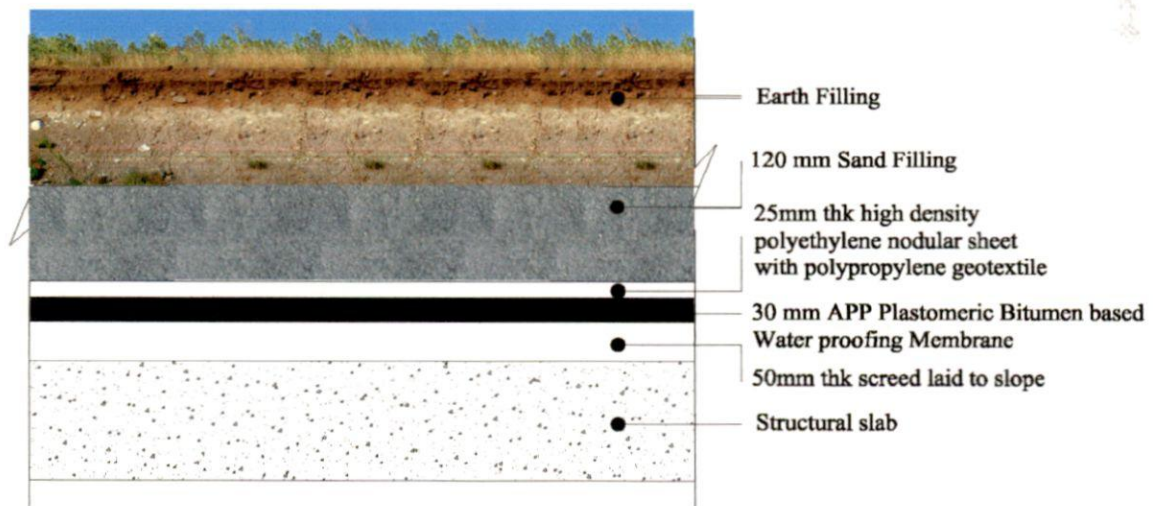 Earth Filling
120 mm Sand Filling
25mm thk high density
polyethylene nodular sheet
with polypropylene geotextile
30 mm APP Plastomeric Bitumen based
Water proofing Membrane
50mm thk screed laid to slope
Structural slab